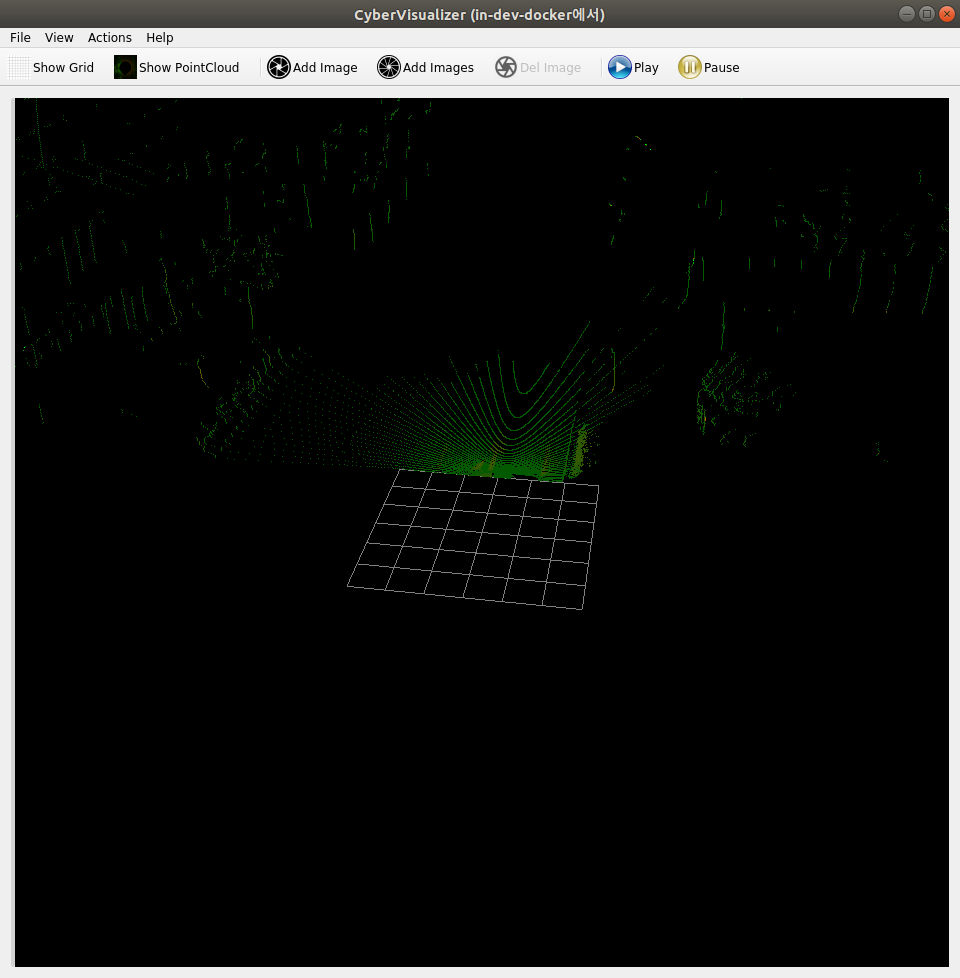 CyberVisualizer (in-dev-docker에서)
File View Actions Help
Show Grid Show PointCloud Add Image Add Images Del Image Play Pause